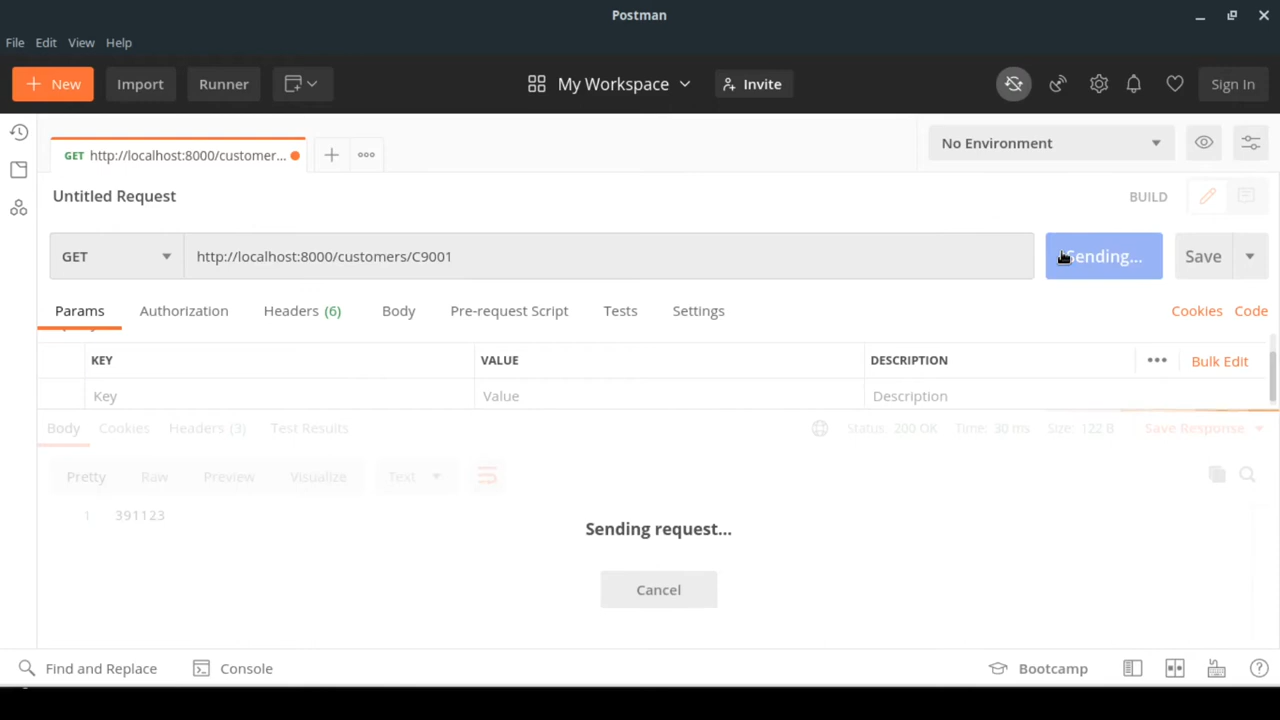 Postman
File Edit View Help
New Import Runner My Workspace Invite Sign In
GET http://localhost:8000/customer... No Environment
Untitled Request BUILD
GET http://localhost:8000/customers/C9001 Sending... Save
Params Authorization Headers (6) Body Pre-request Script Tests Settings Cookies Code
KEY VALUE DESCRIPTION Bulk Edit
Key Value Description
Body Cookies Headers (3) Test Results Status: 200 OK Time: 30 ms Size: 122 B Save Response
Pretty Raw Preview Visualize Text
1 391123
Sending request...
Cancel
Find and Replace Console Bootcamp